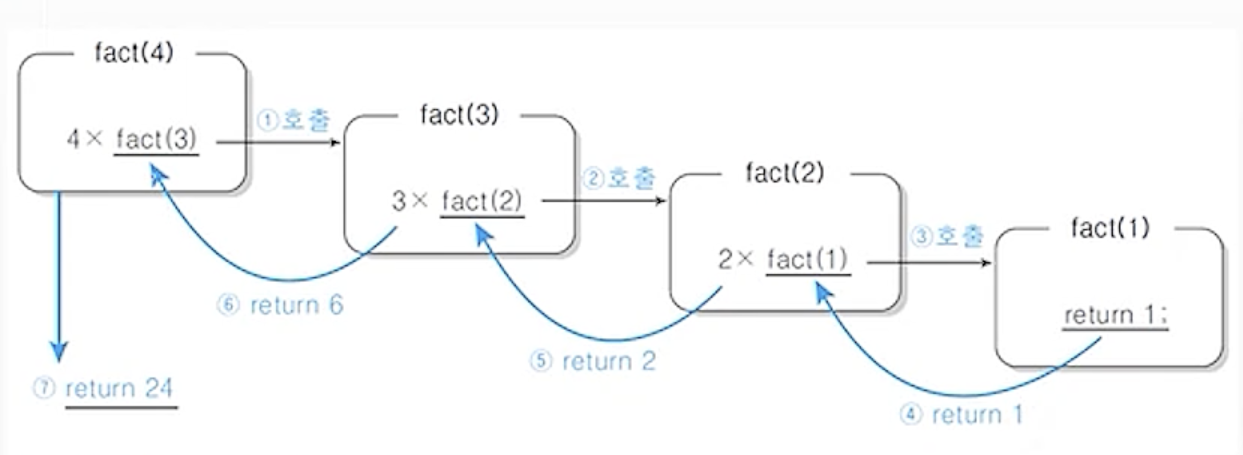 fact(4)
4× fact(3)
①호출
fact(3)
3× fact(2)
②호출
fact(2)
2× fact(1)
③호출
fact(1)
return 1;
④ return 1
⑤ return 2
⑥ return 6
⑦ return 24